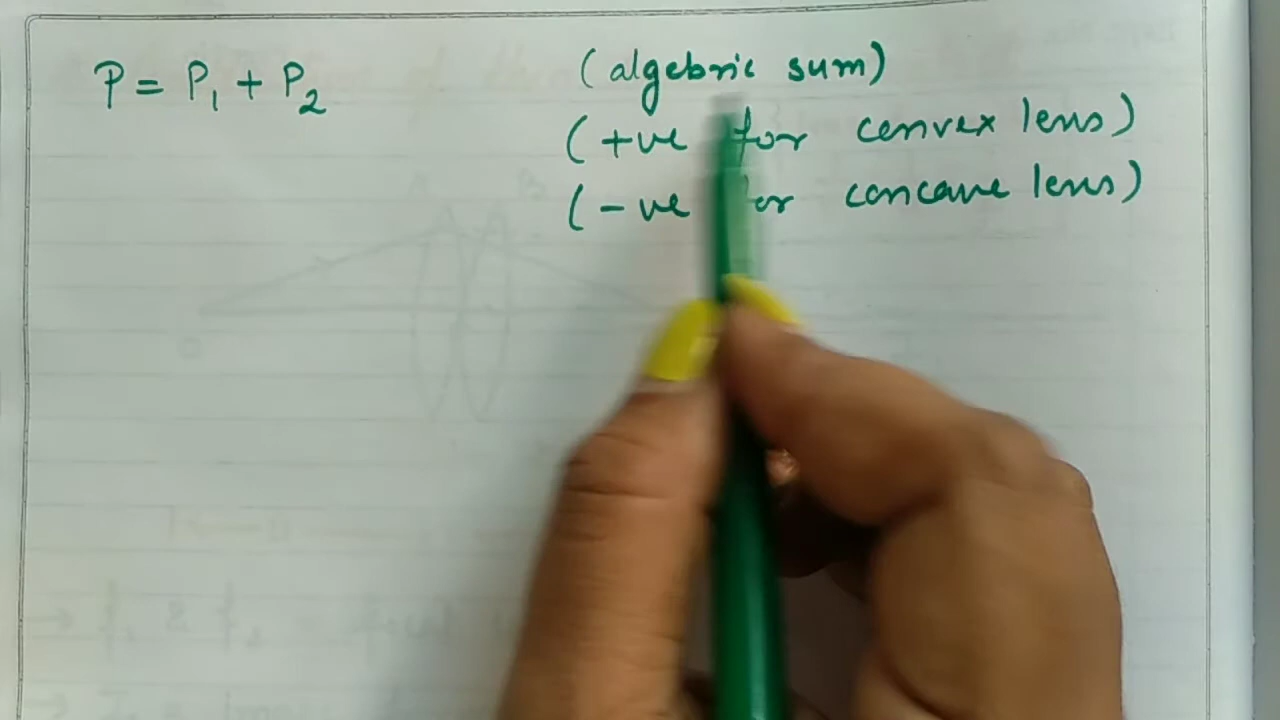 P = P₁ + P₂
(algebric sum)
(+ve for convex lens)
(-ve for concave lens)